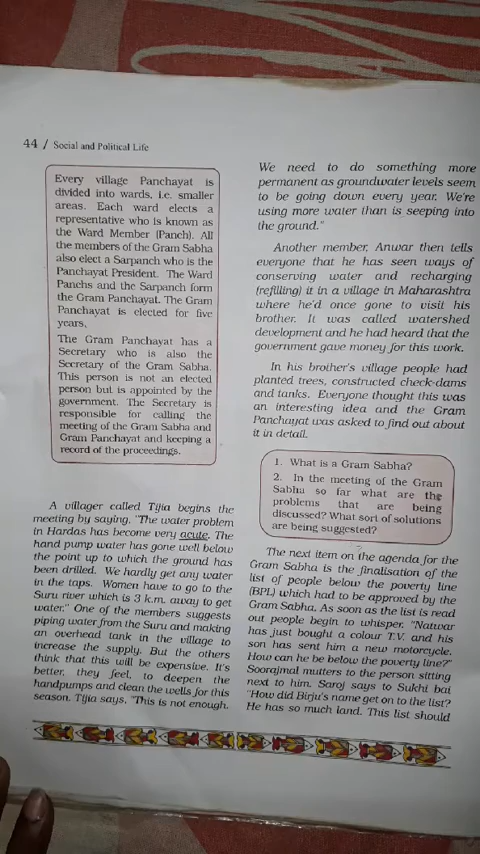 44 / Social and Political Life
Every village Panchayat is
divided into wards, i.e. smaller
areas. Each ward elects a
representative who is known as
the Ward Member (Panch). All
the members of the Gram Sabha
also elect a Sarpanch who is the
Panchayat President. The Ward
Panchs and the Sarpanch form
the Gram Panchayat. The Gram
Panchayat is elected for five
years.
The Gram Panchayat has a
Secretary who is also the
Secretary of the Gram Sabha.
This person is not an elected
person but is appointed by the
government. The Secretary is
responsible for calling the
meeting of the Gram Sabha and
Gram Panchayat and keeping a
record of the proceedings.
A villager called Tijia begins the
meeting by saying, "The water problem
in Hardas has become very acute. The
hand pump water has gone well below
the point up to which the ground has
been drilled. We hardly get any water
in the taps. Women have to go to the
Suru river which is 3 k.m. away to get
water." One of the members suggests
piping water from the Suru and making
an overhead tank in the village to
increase the supply. But the others
think that this will be expensive. It's
better, they feel, to deepen the
handpumps and clean the wells for this
season. Tijia says, "This is not enough.
We need to do something more
permanent as groundwater levels seem
to be going down every year. We're
using more water than is seeping into
the ground."
Another member, Anwar then tells
everyone that he has seen ways of
conserving water and recharging
(refilling) it in a village in Maharashtra
where he'd once gone to visit his
brother. It was called watershed
development and he had heard that the
government gave money for this work.
In his brother's village people had
planted trees, constructed check-dams
and tanks. Everyone thought this was
an interesting idea and the Gram
Panchayat was asked to find out about
it in detail.
1. What is a Gram Sabha?
2. In the meeting of the Gram
Sabha so far what are the
problems that are being
discussed? What sort of solutions
are being suggested?
The next item on the agenda for the
Gram Sabha is the finalisation of the
list of people below the poverty line
(BPL) which had to be approved by the
Gram Sabha. As soon as the list is read
out people begin to whisper. "Natwar
has just bought a colour T.V. and his
son has sent him a new motorcycle.
How can he be below the poverty line?"
Soorajmal mutters to the person sitting
next to him. Saroj says to Sukhi bai
"How did Birju's name get on to the list?
He has so much land. This list should